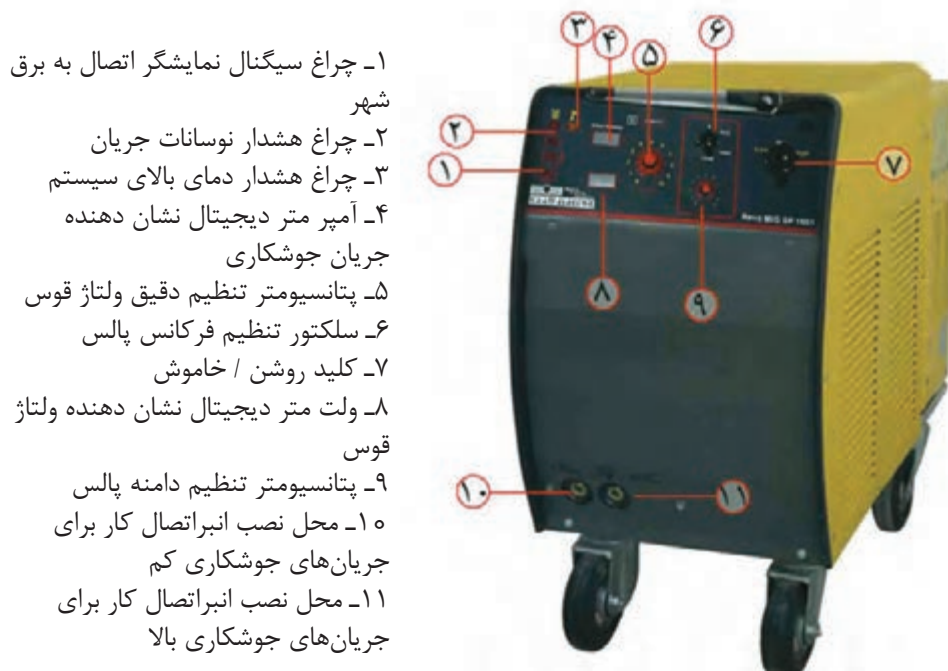 ۱ـ چراغ سیگنال نمایشگر اتصال به برق
شهر
۲ـ چراغ هشدار نوسانات جریان
۳ـ چراغ هشدار دمای بالای سیستم
۴ـ آمپر متر دیجیتال نشان دهنده
جریان جوشکاری
۵ـ پتانسیومتر تنظیم دقیق ولتاژ قوس
۶ـ سلکتور تنظیم فرکانس پالس
۷ـ کلید روشن / خاموش
۸ـ ولت متر دیجیتال نشان دهنده ولتاژ
قوس
۹ـ پتانسیومتر تنظیم دامنه پالس
۱۰ـ محل نصب انبراتصال کار برای
جریان‌های جوشکاری کم
۱۱ـ محل نصب انبراتصال کار برای
جریان‌های جوشکاری بالا
۳
۴
۵
۶
۲
۱
۷
۸
۹
۱۰
۱۱